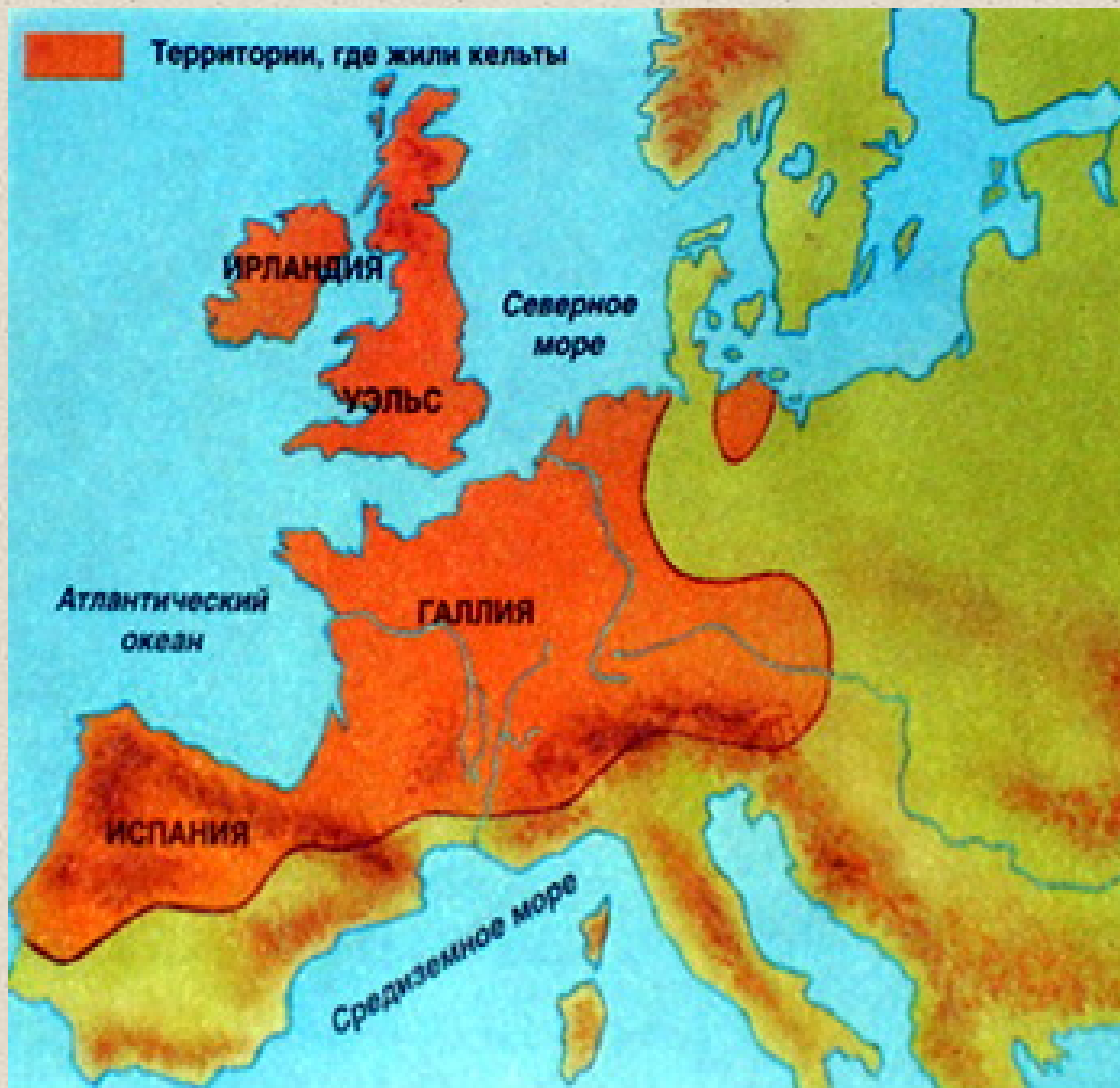 Территории, где жили кельты
ИРЛАНДИЯ
Северное
море
УЭЛЬС
Атлантический
океан
ГАЛЛИЯ
ИСПАНИЯ
Средиземное море